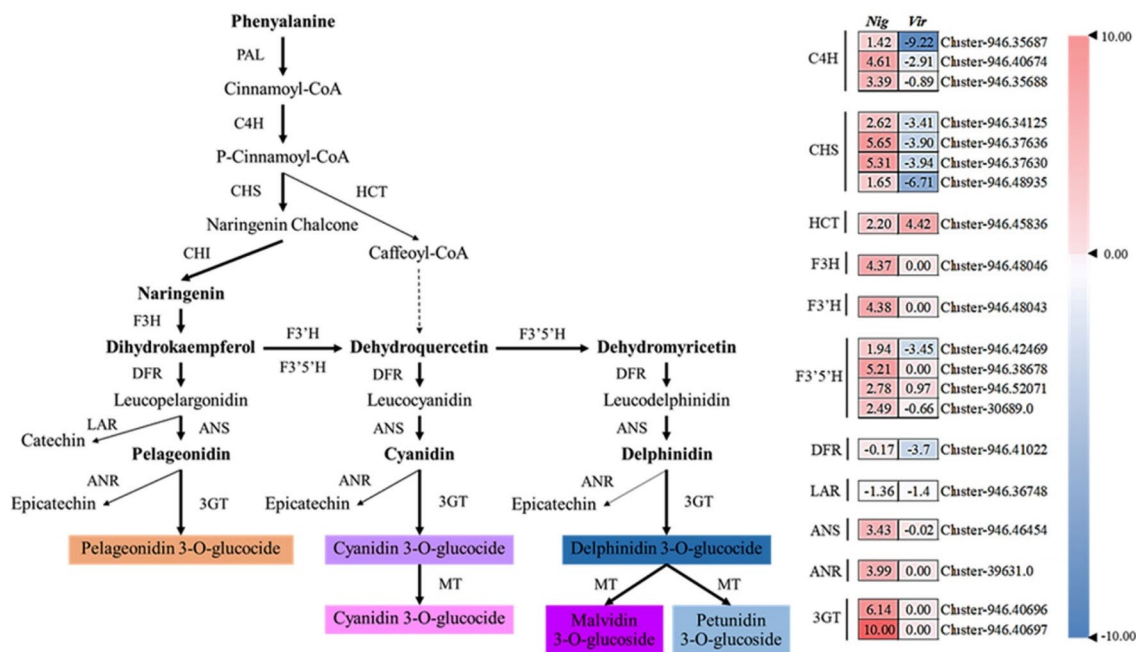 Phenyalanine
PAL
Cinnamoyl-CoA
C4H
P-Cinnamoyl-CoA
CHS
HCT
Naringenin Chalcone
Caffeoyl-CoA
CHI
Naringenin
F3H
F3'H
F3'5'H
Dihydrokaempferol
Dehydroquercetin
Dehydromyricetin
F3'5'H
DFR
DFR
DFR
Leucopelargonidin
Leucocyanidin
Leucodelphinidin
LAR
ANS
ANS
ANS
Catechin
Pelageonidin
Cyanidin
Delphinidin
ANR
ANR
ANR
Epicatechin
3GT
Epicatechin
3GT
Epicatechin
3GT
Pelageonidin 3-O-glucocide
Cyanidin 3-O-glucocide
Delphinidin 3-O-glucocide
MT
MT
MT
Cyanidin 3-O-glucocide
Malvidin
3-O-glucoside
Petunidin
3-O-glucoside
Nig Vir
C4H
1.42 -9.22 Cluster-946.35687
4.61 -2.91 Cluster-946.40674
3.39 -0.89 Cluster-946.35688
CHS
2.62 -3.41 Cluster-946.34125
5.65 -3.90 Cluster-946.37636
5.31 -3.94 Cluster-946.37630
1.65 -6.71 Cluster-946.48935
HCT 2.20 4.42 Cluster-946.45836
F3H 4.37 0.00 Cluster-946.48046
F3'H 4.38 0.00 Cluster-946.48043
F3'5'H
1.94 -3.45 Cluster-946.42469
5.21 0.00 Cluster-946.38678
2.78 0.97 Cluster-946.52071
2.49 -0.66 Cluster-30689.0
DFR -0.17 -3.7 Cluster-946.41022
LAR -1.36 -1.4 Cluster-946.36748
ANS 3.43 -0.02 Cluster-946.46454
ANR 3.99 0.00 Cluster-39631.0
3GT
6.14 0.00 Cluster-946.40696
10.00 0.00 Cluster-946.40697
10.00
0.00
-10.00